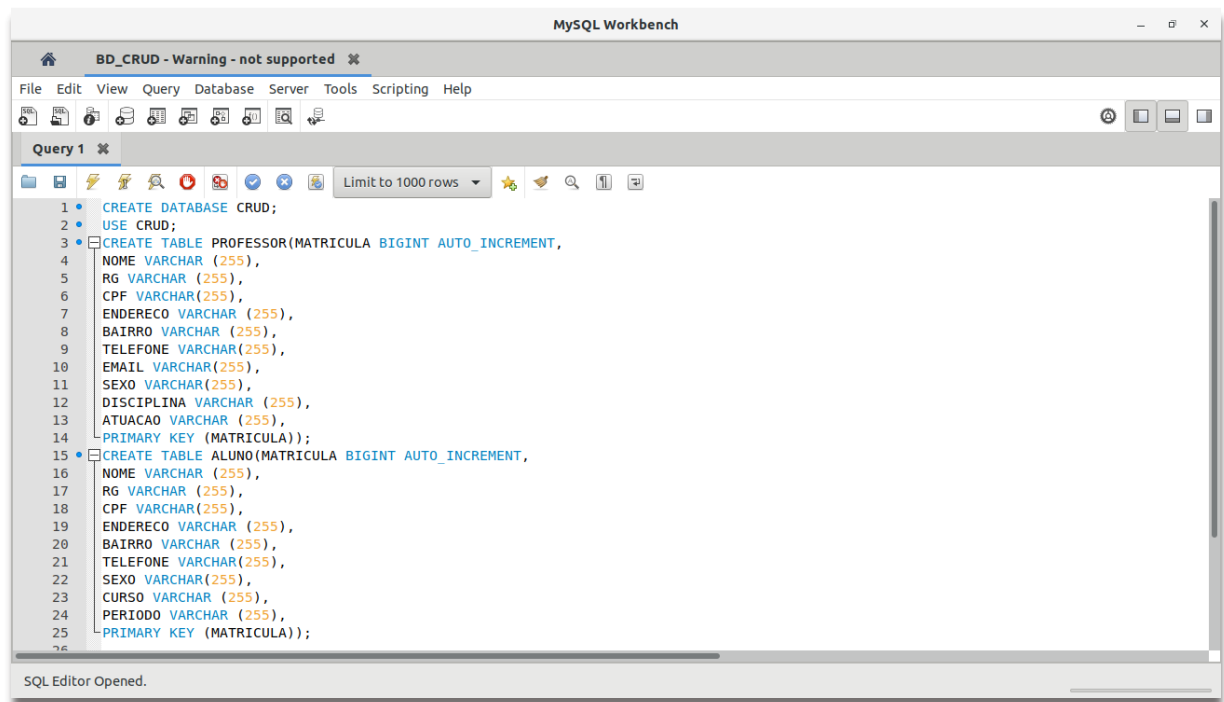 MySQL Workbench
BD_CRUD - Warning - not supported
File Edit View Query Database Server Tools Scripting Help
Query 1
Limit to 1000 rows
1 CREATE DATABASE CRUD;
2 USE CRUD;
3 CREATE TABLE PROFESSOR(MATRICULA BIGINT AUTO_INCREMENT,
4 NOME VARCHAR (255),
5 RG VARCHAR (255),
6 CPF VARCHAR(255),
7 ENDERECO VARCHAR (255),
8 BAIRRO VARCHAR (255),
9 TELEFONE VARCHAR(255),
10 EMAIL VARCHAR(255),
11 SEXO VARCHAR(255),
12 DISCIPLINA VARCHAR (255),
13 ATUACAO VARCHAR (255),
14 PRIMARY KEY (MATRICULA));
15 CREATE TABLE ALUNO(MATRICULA BIGINT AUTO_INCREMENT,
16 NOME VARCHAR (255),
17 RG VARCHAR (255),
18 CPF VARCHAR(255),
19 ENDERECO VARCHAR (255),
20 BAIRRO VARCHAR (255),
21 TELEFONE VARCHAR(255),
22 SEXO VARCHAR(255),
23 CURSO VARCHAR (255),
24 PERIODO VARCHAR (255),
25 PRIMARY KEY (MATRICULA));
26
SQL Editor Opened.